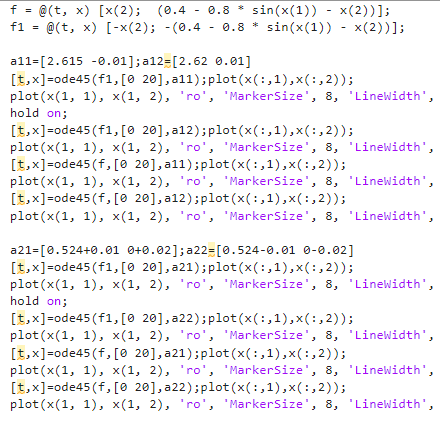 f = @(t, x) [x(2);  (0.4 - 0.8 * sin(x(1)) - x(2))];
f1 = @(t, x) [-x(2); -(0.4 - 0.8 * sin(x(1)) - x(2))];
a11=[2.615 -0.01];a12=[2.62 0.01]
[t,x]=ode45(f1,[0 20],a11);plot(x(:,1),x(:,2));
plot(x(1, 1), x(1, 2), 'ro', 'MarkerSize', 8, 'LineWidth',
hold on;
[t,x]=ode45(f1,[0 20],a12);plot(x(:,1),x(:,2));
plot(x(1, 1), x(1, 2), 'ro', 'MarkerSize', 8, 'LineWidth',
[t,x]=ode45(f,[0 20],a11);plot(x(:,1),x(:,2));
plot(x(1, 1), x(1, 2), 'ro', 'MarkerSize', 8, 'LineWidth',
[t,x]=ode45(f,[0 20],a12);plot(x(:,1),x(:,2));
plot(x(1, 1), x(1, 2), 'ro', 'MarkerSize', 8, 'LineWidth',
a21=[0.524+0.01 0+0.02];a22=[0.524-0.01 0-0.02]
[t,x]=ode45(f1,[0 20],a21);plot(x(:,1),x(:,2));
plot(x(1, 1), x(1, 2), 'ro', 'MarkerSize', 8, 'LineWidth',
hold on;
[t,x]=ode45(f1,[0 20],a22);plot(x(:,1),x(:,2));
plot(x(1, 1), x(1, 2), 'ro', 'MarkerSize', 8, 'LineWidth',
[t,x]=ode45(f,[0 20],a21);plot(x(:,1),x(:,2));
plot(x(1, 1), x(1, 2), 'ro', 'MarkerSize', 8, 'LineWidth',
[t,x]=ode45(f,[0 20],a22);plot(x(:,1),x(:,2));
plot(x(1, 1), x(1, 2), 'ro', 'MarkerSize', 8, 'LineWidth',